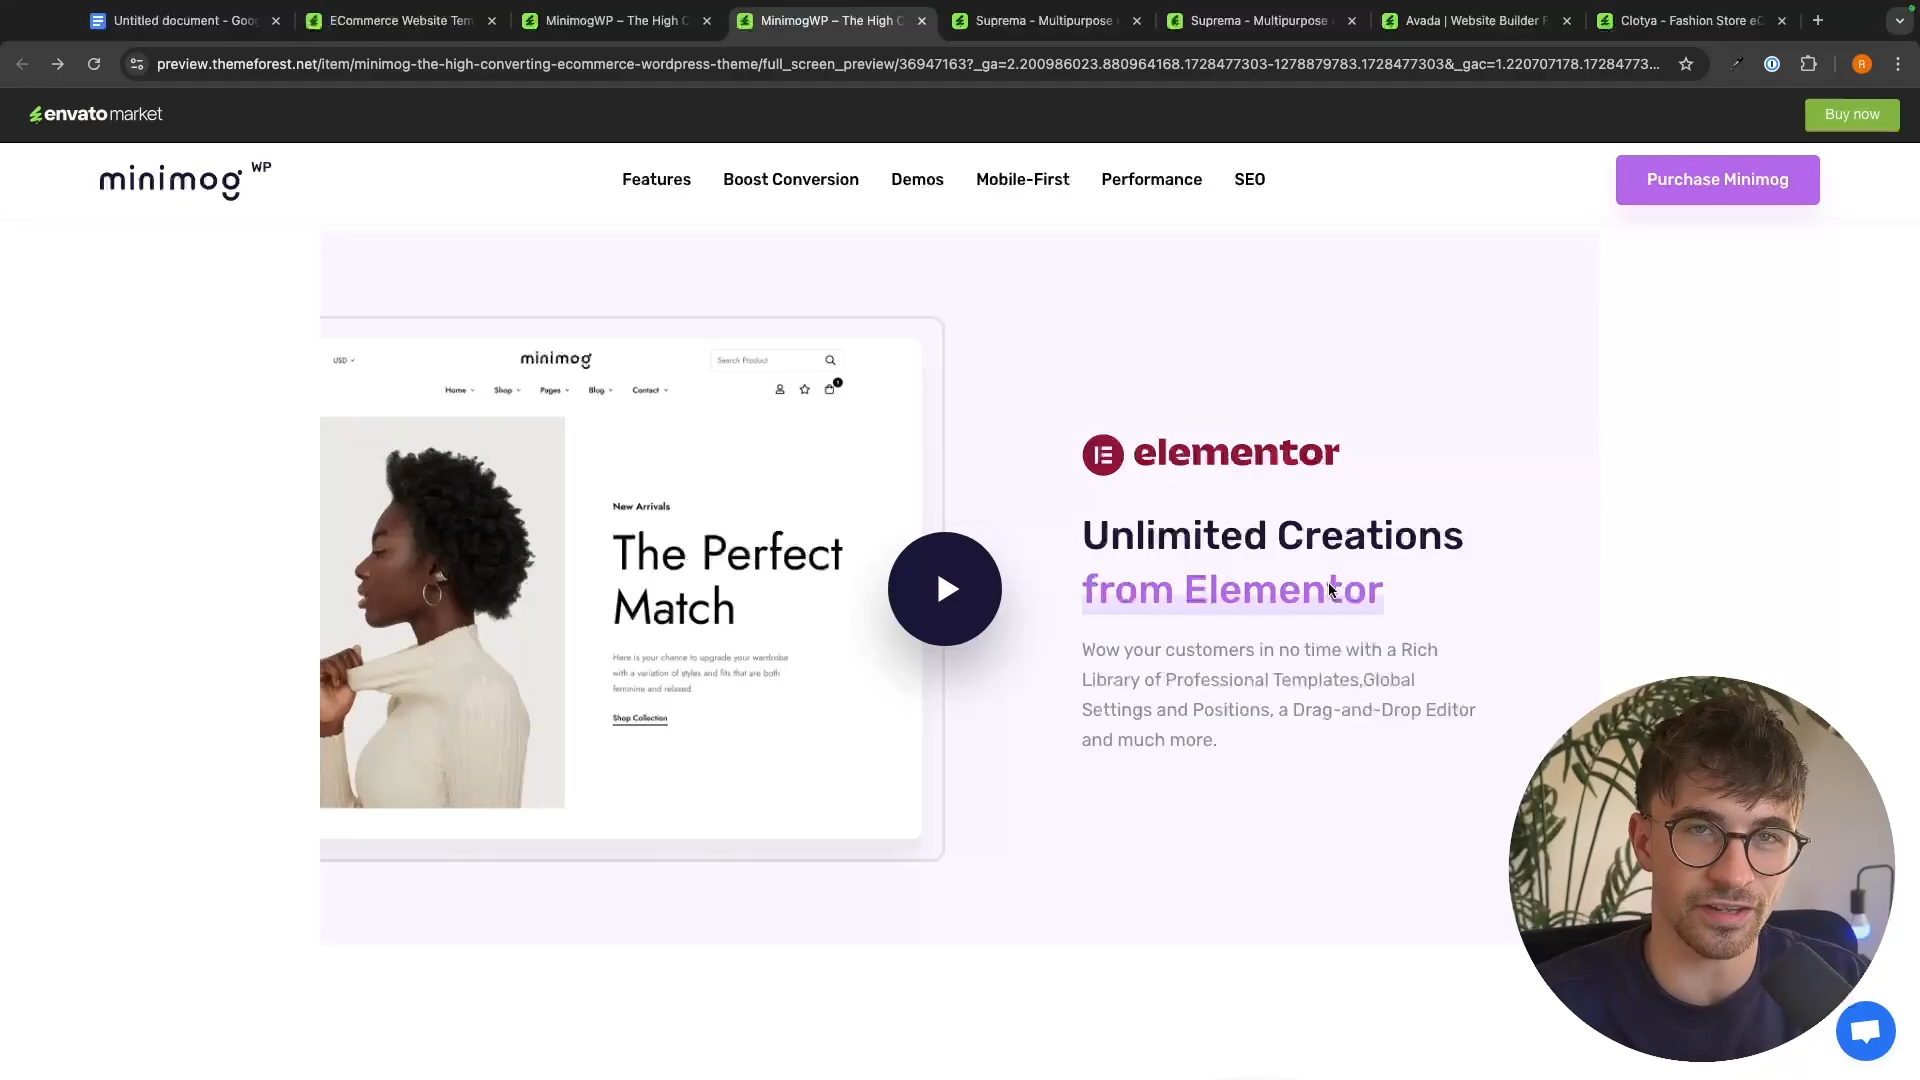 Untitled document - Goo
ECommerce Website Tem
MinimogWP – The High C
MinimogWP – The High C
Suprema - Multipurpose
Suprema - Multipurpose
Avada | Website Builder F
Clotya - Fashion Store eC
preview.themeforest.net/item/minimog-the-high-converting-ecommerce-wordpress-theme/full_screen_preview/36947163?_ga=2.200986023.880964168.1728477303-1278879783.1728477303&_gac=1.220707178.17284773...
R
envato market
Buy now
minimog WP
Features
Boost Conversion
Demos
Mobile-First
Performance
SEO
Purchase Minimog
USD
minimog
Search Product
Home
Shop
Pages
Blog
Contact
New Arrivals
The Perfect
Match
Here is your chance to upgrade your wardrobe
with a variation of styles and fits that are both
feminine and relaxed.
Shop Collection
elementor
Unlimited Creations
from Elementor
Wow your customers in no time with a Rich
Library of Professional Templates,Global
Settings and Positions, a Drag-and-Drop Editor
and much more.